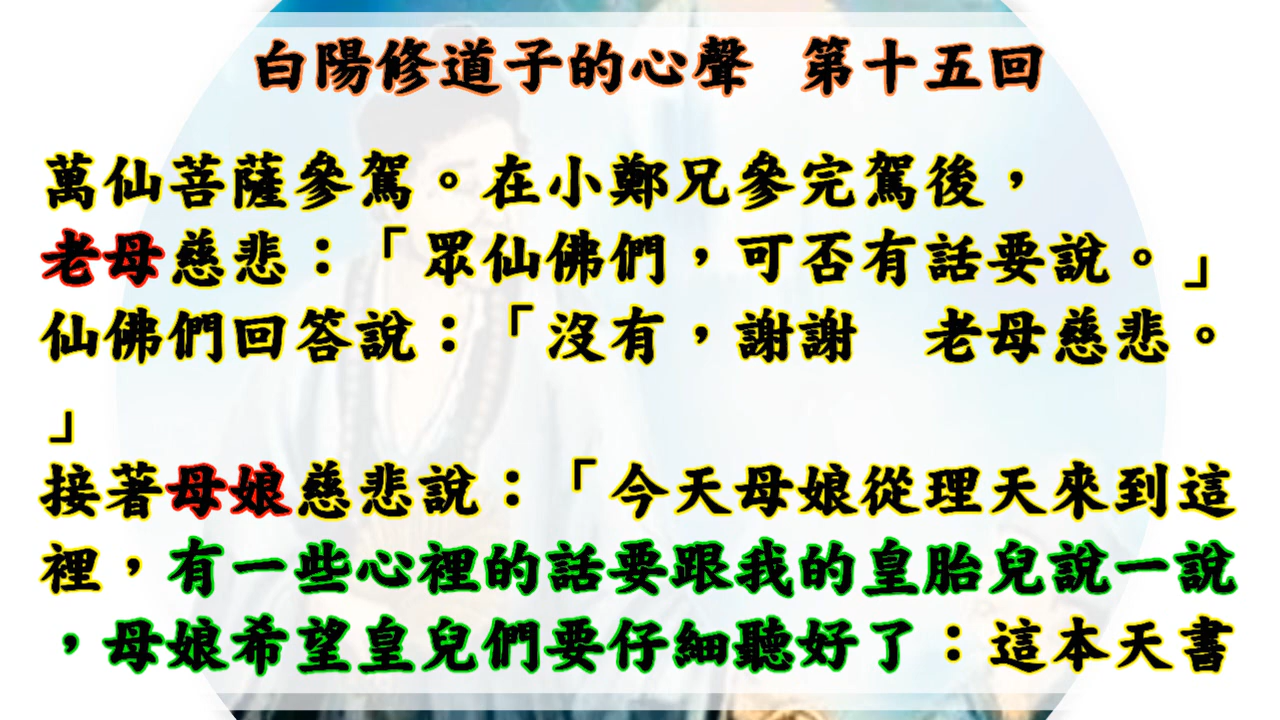 白陽修道子的心聲 第十五回
萬仙菩薩參駕。在小鄭兄參完駕後，
老母慈悲：「眾仙佛們，可否有話要說。」
仙佛們回答說：「沒有，謝謝　老母慈悲。
」
接著母娘慈悲說：「今天母娘從理天來到這
裡，有一些心裡的話要跟我的皇胎兒說一說
，母娘希望皇兒們要仔細聽好了：這本天書